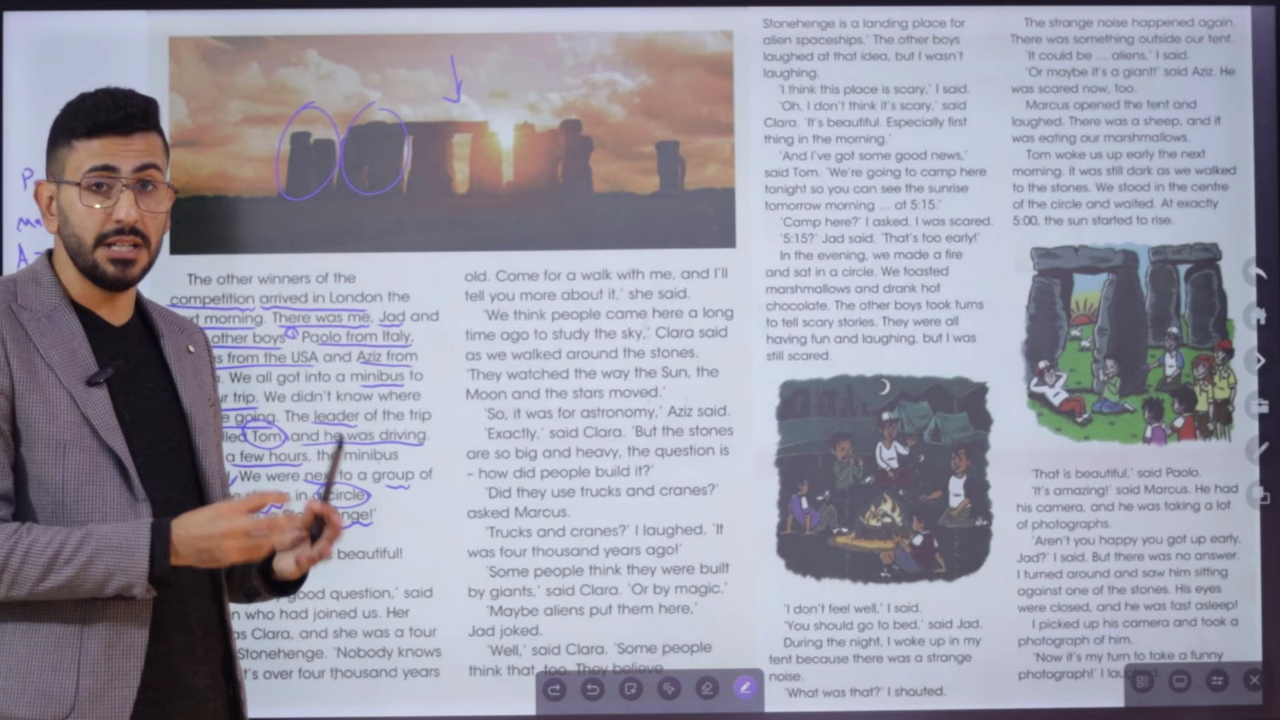 P
The other winners of the
competition arrived in London the
morning. There was me, Jad and
other boys Paolo from Italy,
from the USA and Aziz from
We all got into a minibus to
trip. We didn't know where
going. The leader of the trip
Tom and he was driving.
a few hours, the minibus
We were next to a group of
in a circle
beautiful!
good question,' said
who had joined us. Her
Clara, and she was a tour
Stonehenge. 'Nobody knows
it's over four thousand years
old. Come for a walk with me, and I'll
tell you more about it,' she said.
'We think people came here a long
time ago to study the sky,' Clara said
as we walked around the stones.
'They watched the way the Sun, the
Moon and the stars moved.'
'So, it was for astronomy,' Aziz said.
'Exactly,' said Clara. 'But the stones
are so big and heavy, the question is
– how did people build it?'
'Did they use trucks and cranes?'
asked Marcus.
'Trucks and cranes?' I laughed. 'It
was four thousand years ago!'
'Some people think they were built
by giants,' said Clara. 'Or by magic.'
'Maybe aliens put them here,'
Jad joked.
'Well,' said Clara. 'Some people
think that, too. They believe
Stonehenge is a landing place for
alien spaceships.' The other boys
laughed at that idea, but I wasn't
laughing.
'I think this place is scary,' I said.
'Oh, I don't think it's scary,' said
Clara. 'It's beautiful. Especially first
thing in the morning.'
'And I've got some good news,'
said Tom. 'We're going to camp here
tonight so you can see the sunrise
tomorrow morning ... at 5:15.'
'Camp here?' I asked. I was scared.
'5:15?' Jad said. 'That's too early!'
In the evening, we made a fire
and sat in a circle. We toasted
marshmallows and drank hot
chocolate. The other boys took turns
to tell scary stories. They were all
having fun and laughing, but I was
still scared.
'I don't feel well,' I said.
'You should go to bed,' said Jad.
During the night, I woke up in my
tent because there was a strange
noise.
'What was that?' I shouted.
The strange noise happened again.
There was something outside our tent.
'It could be ... aliens,' I said.
'Or maybe it's a giant!' said Aziz. He
was scared now, too.
Marcus opened the tent and
laughed. There was a sheep, and it
was eating our marshmallows.
Tom woke us up early the next
morning. It was still dark as we walked
to the stones. We stood in the centre
of the circle and waited. At exactly
5:00, the sun started to rise.
'That is beautiful,' said Paolo.
'It's amazing!' said Marcus. He had
his camera, and he was taking a lot
of photographs.
'Aren't you happy you got up early,
Jad?' I said. But there was no answer.
I turned around and saw him sitting
against one of the stones. His eyes
were closed, and he was fast asleep!
I picked up his camera and took a
photograph of him.
'Now it's my turn to take a funny
photograph!' I